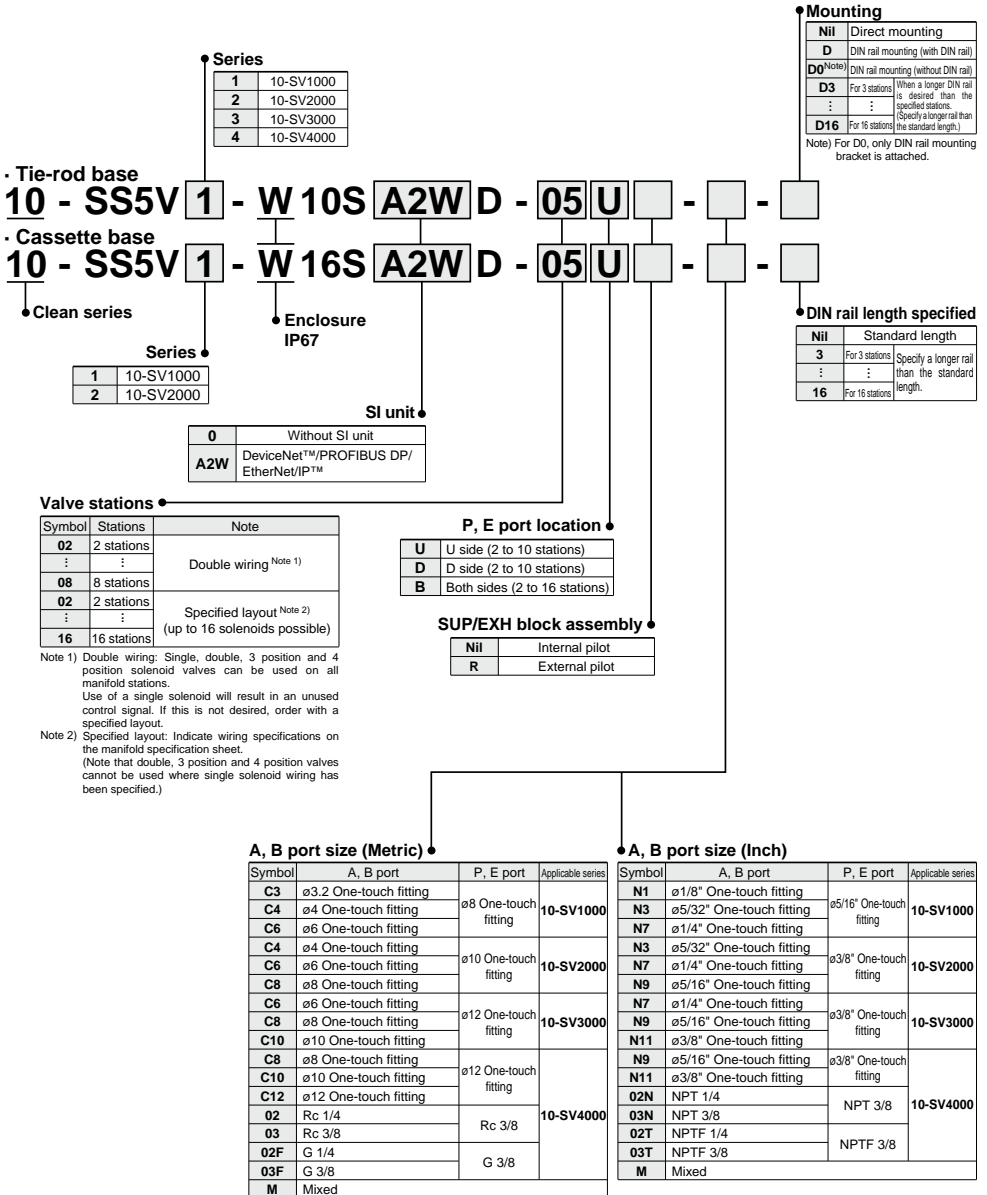 Mounting
Nil Direct mounting
D DIN rail mounting (with DIN rail)
D0 Note) DIN rail mounting (without DIN rail)
D3 For 3 stations When a longer DIN rail is desired than the specified stations. (Specify a longer rail than the standard length.)
⋮ ⋮
D16 For 16 stations
Note) For D0, only DIN rail mounting
bracket is attached.
Series
1 10-SV1000
2 10-SV2000
3 10-SV3000
4 10-SV4000
· Tie-rod base
10 - SS5V 1 - W 10S A2W D - 05 U - -
· Cassette base
10 - SS5V 1 - W 16S A2W D - 05 U - -
Clean series
Enclosure
IP67
Series
1 10-SV1000
2 10-SV2000
DIN rail length specified
Nil Standard length
3 For 3 stations Specify a longer rail than the standard length.
⋮ ⋮
16 For 16 stations
SI unit
0 Without SI unit
A2W DeviceNet™/PROFIBUS DP/
EtherNet/IP™
Valve stations
Symbol Stations Note
02 2 stations Double wiring Note 1)
⋮ ⋮
08 8 stations
02 2 stations Specified layout Note 2)
⋮ ⋮ (up to 16 solenoids possible)
16 16 stations
Note 1) Double wiring: Single, double, 3 position and 4
position solenoid valves can be used on all
manifold stations.
Use of a single solenoid will result in an unused
control signal. If this is not desired, order with a
specified layout.
Note 2) Specified layout: Indicate wiring specifications on
the manifold specification sheet.
(Note that double, 3 position and 4 position valves
cannot be used where single solenoid wiring has
been specified.)
P, E port location
U U side (2 to 10 stations)
D D side (2 to 10 stations)
B Both sides (2 to 16 stations)
SUP/EXH block assembly
Nil Internal pilot
R External pilot
A, B port size (Metric)
Symbol A, B port P, E port Applicable series
C3 ø3.2 One-touch fitting ø8 One-touch fitting 10-SV1000
C4 ø4 One-touch fitting
C6 ø6 One-touch fitting
C4 ø4 One-touch fitting ø10 One-touch fitting 10-SV2000
C6 ø6 One-touch fitting
C8 ø8 One-touch fitting
C6 ø6 One-touch fitting ø12 One-touch fitting 10-SV3000
C8 ø8 One-touch fitting
C10 ø10 One-touch fitting
C8 ø8 One-touch fitting ø12 One-touch fitting 10-SV4000
C10 ø10 One-touch fitting
C12 ø12 One-touch fitting
02 Rc 1/4 Rc 3/8
03 Rc 3/8
02F G 1/4 G 3/8
03F G 3/8
M Mixed
A, B port size (Inch)
Symbol A, B port P, E port Applicable series
N1 ø1/8" One-touch fitting ø5/16" One-touch fitting 10-SV1000
N3 ø5/32" One-touch fitting
N7 ø1/4" One-touch fitting
N3 ø5/32" One-touch fitting ø3/8" One-touch fitting 10-SV2000
N7 ø1/4" One-touch fitting
N9 ø5/16" One-touch fitting
N7 ø1/4" One-touch fitting ø3/8" One-touch fitting 10-SV3000
N9 ø5/16" One-touch fitting
N11 ø3/8" One-touch fitting
N9 ø5/16" One-touch fitting ø3/8" One-touch fitting 10-SV4000
N11 ø3/8" One-touch fitting
02N NPT 1/4 NPT 3/8
03N NPT 3/8
02T NPTF 1/4 NPTF 3/8
03T NPTF 3/8
M Mixed